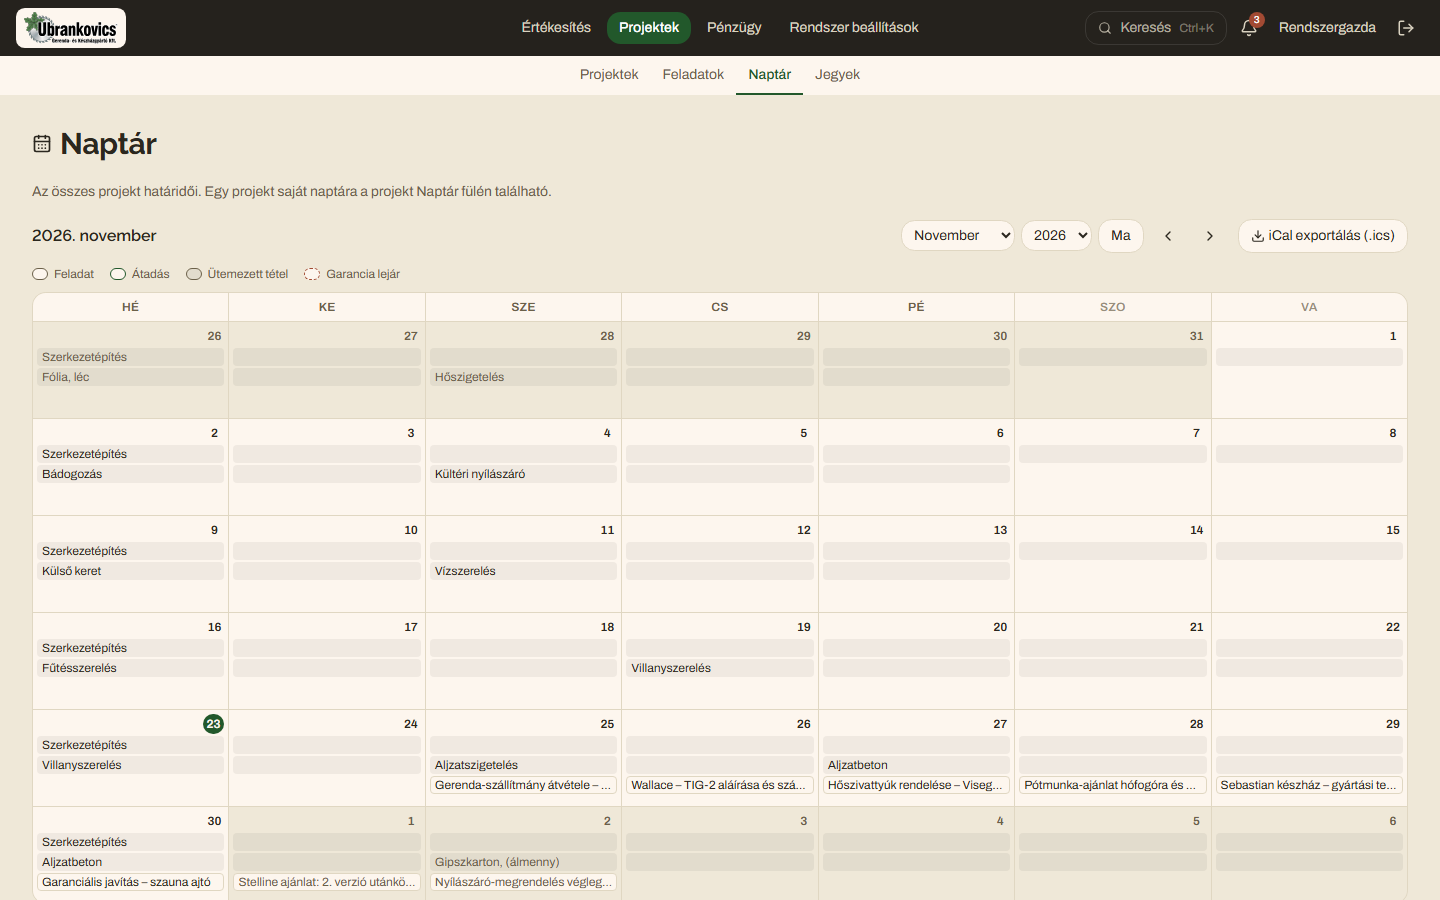 Ubrankovics
Gerenda- és Készházgyártó Kft.
Értékesítés
Projektek
Pénzügy
Rendszer beállítások
Keresés Ctrl+K
3
Rendszergazda
Projektek
Feladatok
Naptár
Jegyek
Naptár
Az összes projekt határidői. Egy projekt saját naptára a projekt Naptár fülén található.
2026. november
November
2026
Ma
iCal exportálás (.ics)
Feladat
Átadás
Ütemezett tétel
Garancia lejár
HÉ KE SZE CS PÉ SZO VA
26 27 28 29 30 31 1
Szerkezetépítés
Fólia, léc
Hőszigetelés
2 3 4 5 6 7 8
Szerkezetépítés
Bádogozás
Kültéri nyílászáró
9 10 11 12 13 14 15
Szerkezetépítés
Külső keret
Vízszerelés
16 17 18 19 20 21 22
Szerkezetépítés
Fűtésszerelés
Villanyszerelés
23 24 25 26 27 28 29
Szerkezetépítés
Villanyszerelés
Aljzatszigetelés
Aljzatbeton
Gerenda-szállítmány átvétele – ...
Wallace – TIG-2 aláírása és szá...
Hőszivattyúk rendelése – Viseg...
Pótmunka-ajánlat hófogóra és ...
Sebastian készház – gyártási te...
30 1 2 3 4 5 6
Szerkezetépítés
Aljzatbeton
Gipszkarton, (álmenny)
Garanciális javítás – szauna ajtó
Stelline ajánlat: 2. verzió utánkö...
Nyílászáró-megrendelés végleg...